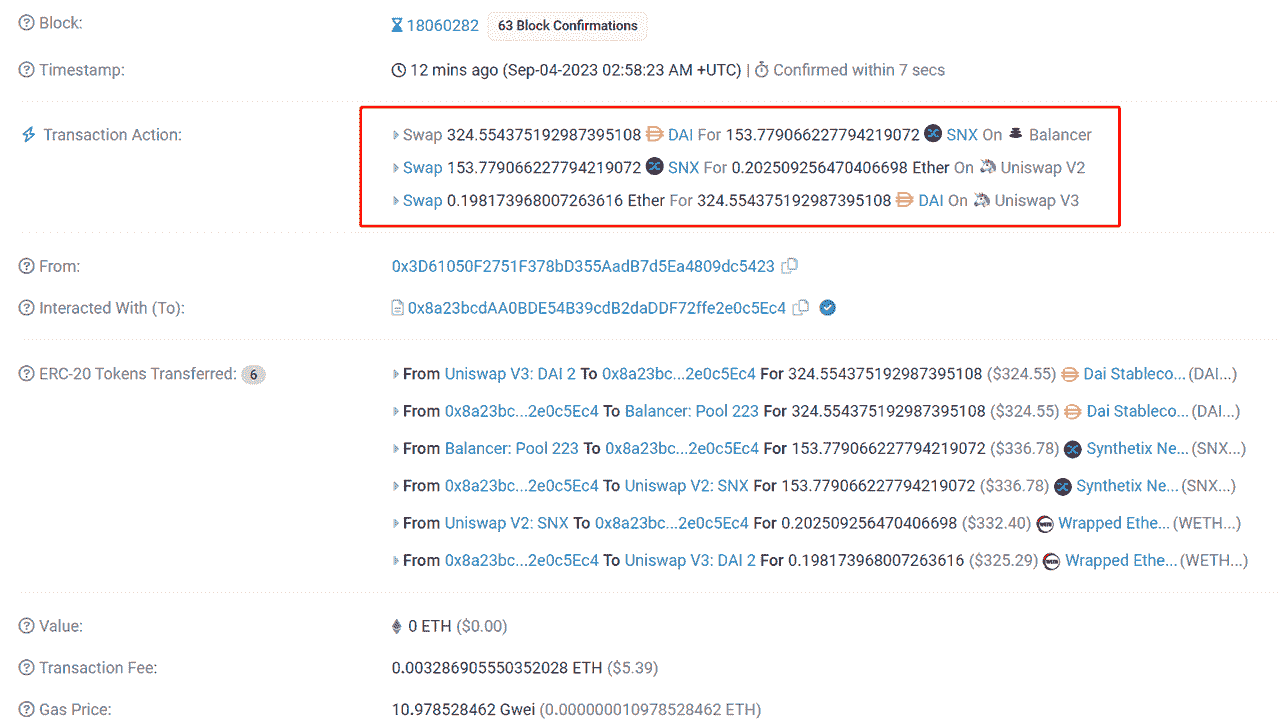 Block: 18060282 63 Block Confirmations
Timestamp: 12 mins ago (Sep-04-2023 02:58:23 AM +UTC) | Confirmed within 7 secs
Transaction Action: Swap 324.554375192987395108 DAI For 153.779066227794219072 SNX On Balancer
Swap 153.779066227794219072 SNX For 0.202509256470406698 Ether On Uniswap V2
Swap 0.198173968007263616 Ether For 324.554375192987395108 DAI On Uniswap V3
From: 0x3D61050F2751F378bD355AadB7d5Ea4809dc5423
Interacted With (To): 0x8a23bcdAA0BDE54B39cdB2daDDF72ffe2e0c5Ec4
ERC-20 Tokens Transferred: 6 From Uniswap V3: DAI 2 To 0x8a23bc...2e0c5Ec4 For 324.554375192987395108 ($324.55) Dai Stableco... (DAI...)
From 0x8a23bc...2e0c5Ec4 To Balancer: Pool 223 For 324.554375192987395108 ($324.55) Dai Stableco... (DAI...)
From Balancer: Pool 223 To 0x8a23bc...2e0c5Ec4 For 153.779066227794219072 ($336.78) Synthetix Ne... (SNX...)
From 0x8a23bc...2e0c5Ec4 To Uniswap V2: SNX For 153.779066227794219072 ($336.78) Synthetix Ne... (SNX...)
From Uniswap V2: SNX To 0x8a23bc...2e0c5Ec4 For 0.202509256470406698 ($332.40) Wrapped Ethe... (WETH...)
From 0x8a23bc...2e0c5Ec4 To Uniswap V3: DAI 2 For 0.198173968007263616 ($325.29) Wrapped Ethe... (WETH...)
Value: 0 ETH ($0.00)
Transaction Fee: 0.003286905550352028 ETH ($5.39)
Gas Price: 10.978528462 Gwei (0.000000010978528462 ETH)